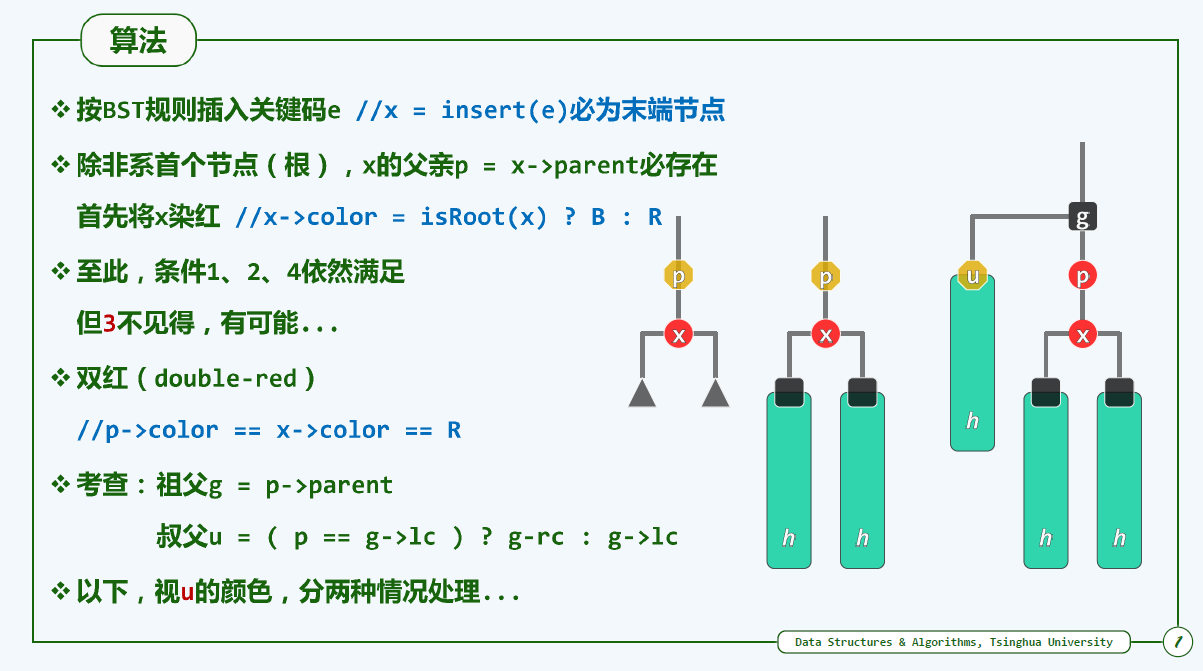 算法
❖ 按BST规则插入关键码e //x = insert(e)必为末端节点
❖ 除非系首个节点（根），x的父亲p = x->parent必存在
首先将x染红 //x->color = isRoot(x) ? B : R
❖ 至此，条件1、2、4依然满足
但3不见得，有可能...
❖ 双红（double-red）
//p->color == x->color == R
❖ 考查：祖父g = p->parent
叔父u = ( p == g->lc ) ? g-rc : g->lc
❖ 以下，视u的颜色，分两种情况处理...
g
p p u p
x x x
h
h h h h
Data Structures & Algorithms, Tsinghua University
1